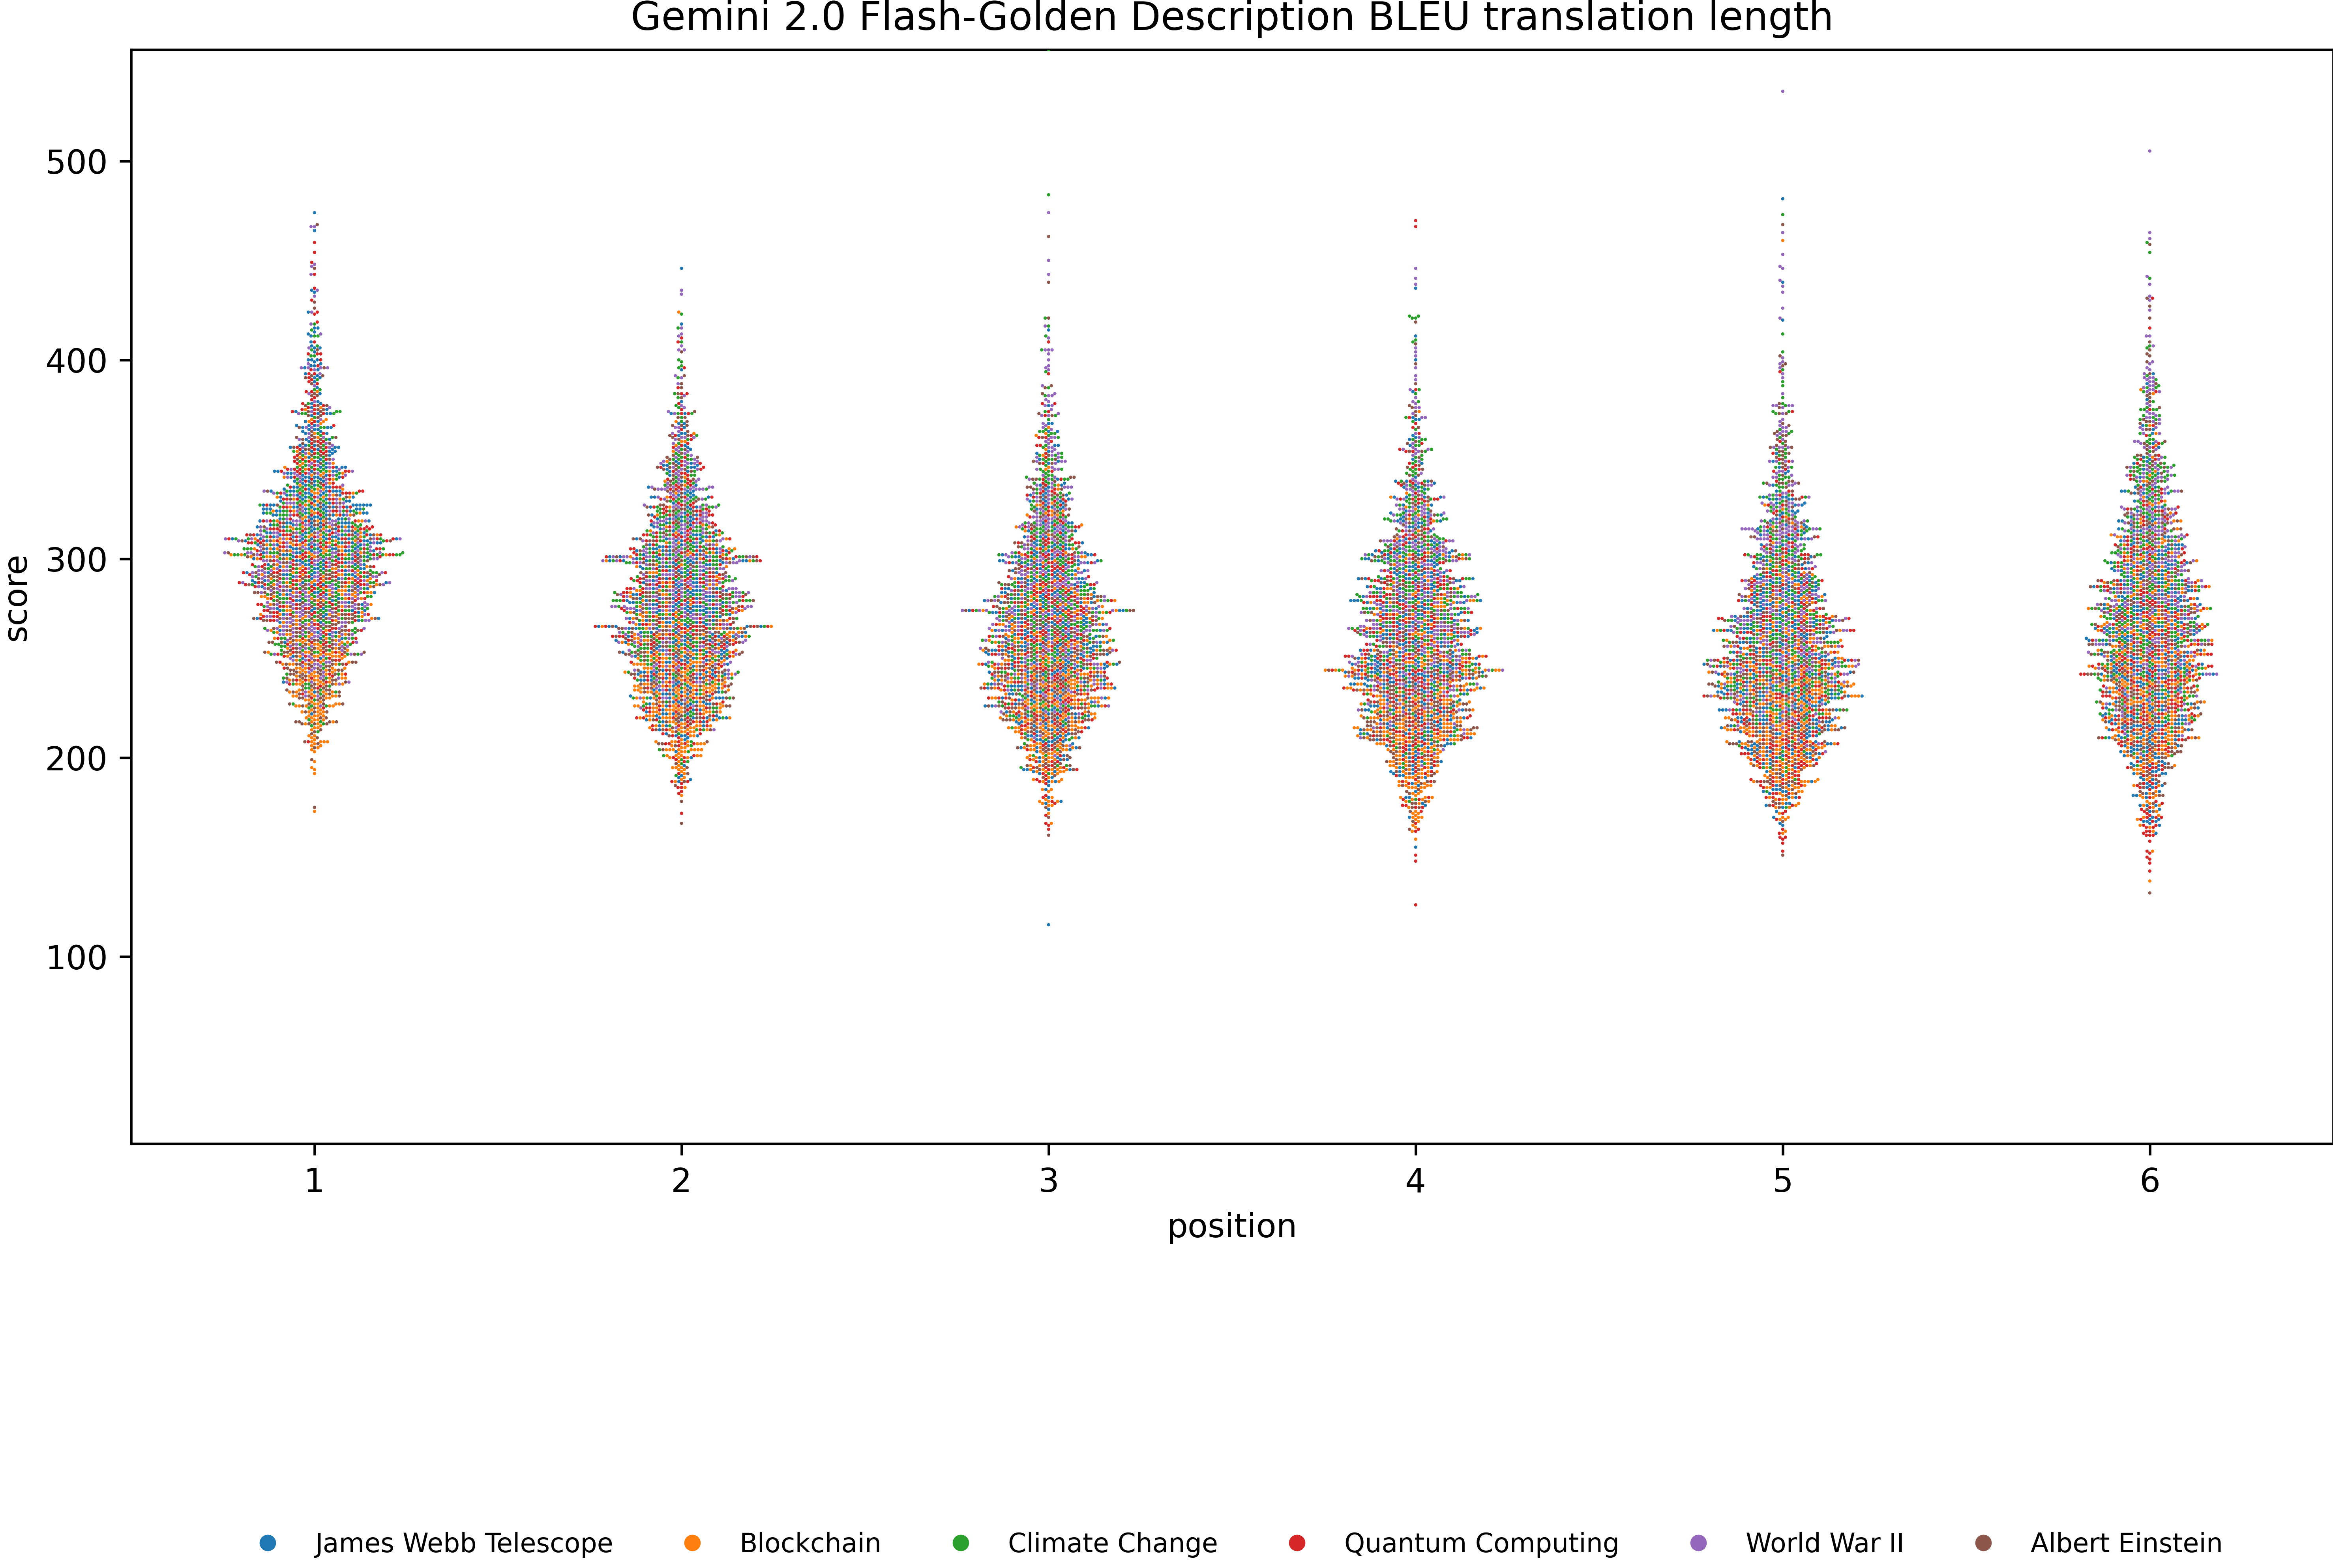 Gemini 2.0 Flash-Golden Description BLEU translation length
500
400
300
200
100
score
1 2 3 4 5 6
position
James Webb Telescope Blockchain Climate Change Quantum Computing World War II Albert Einstein